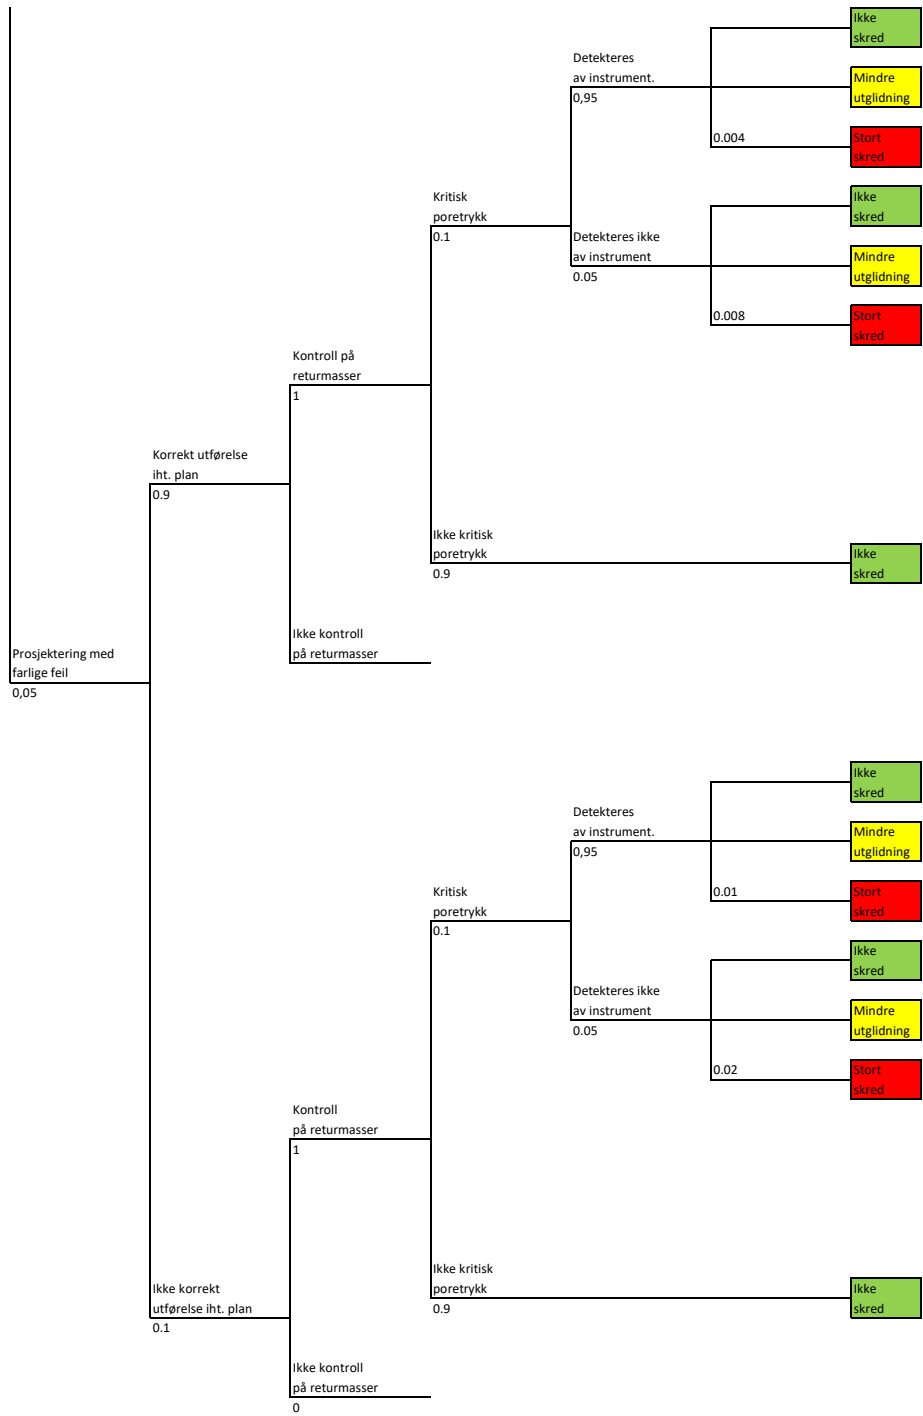 Ikke
skred
Detekteres
av instrument.
0,95
Mindre
utglidning
0.004
Stort
skred
Kritisk
poretrykk
0.1
Ikke
skred
Detekteres ikke
av instrument
0.05
Mindre
utglidning
0.008
Stort
skred
Kontroll på
returmasser
1
Korrekt utførelse
iht. plan
0.9
Ikke kritisk
poretrykk
0.9
Ikke
skred
Ikke kontroll
på returmasser
Prosjektering med
farlige feil
0,05
Ikke
skred
Detekteres
av instrument.
0,95
Mindre
utglidning
Kritisk
poretrykk
0.1
0.01
Stort
skred
Ikke
skred
Detekteres ikke
av instrument
0.05
Mindre
utglidning
0.02
Stort
skred
Kontroll
på returmasser
1
Ikke kritisk
poretrykk
0.9
Ikke
skred
Ikke korrekt
utførelse iht. plan
0.1
Ikke kontroll
på returmasser
0